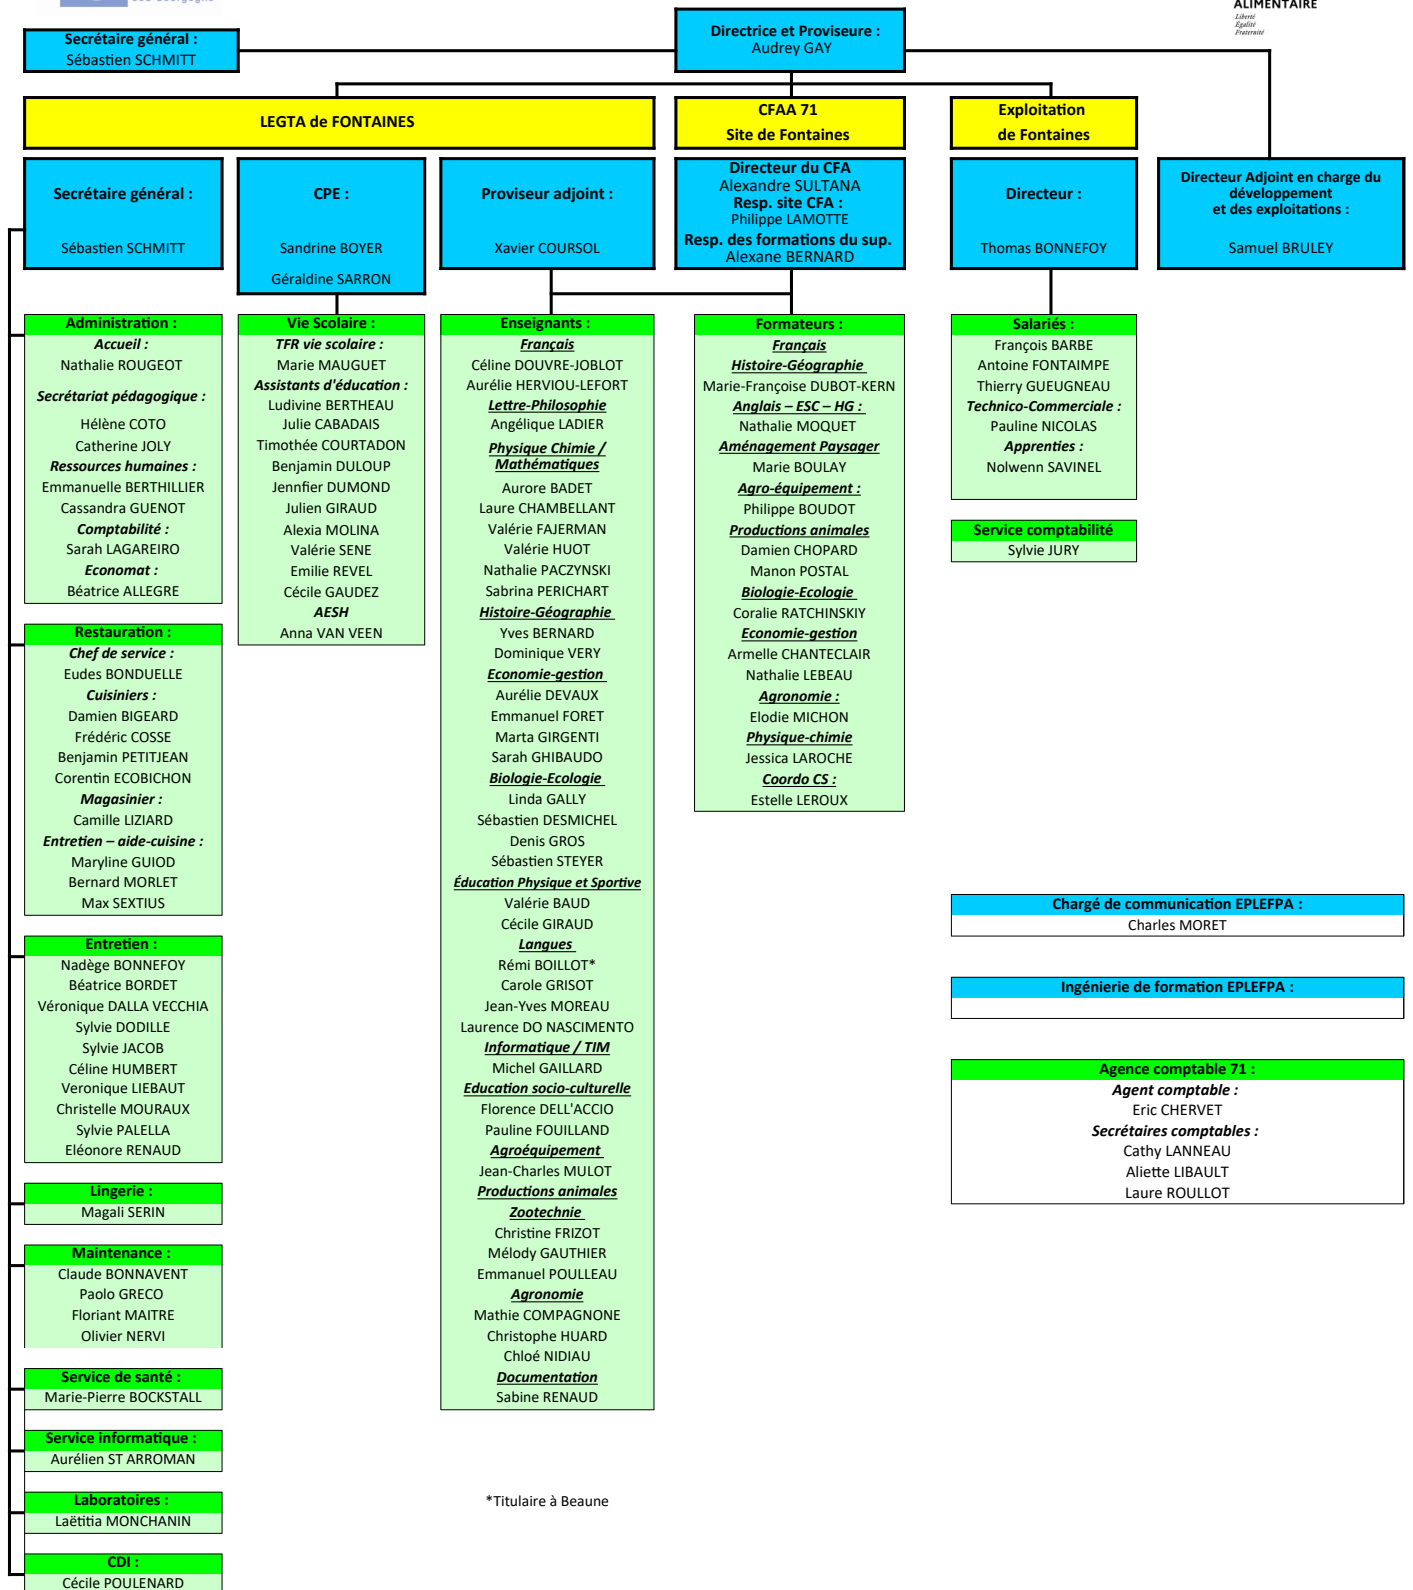 ALIMENTAIRE
Liberté
Égalité
Fraternité
Secrétaire général :
Sébastien SCHMITT
Directrice et Proviseure :
Audrey GAY
LEGTA de FONTAINES
CFAA 71
Site de Fontaines
Exploitation
de Fontaines
Secrétaire général :
Sébastien SCHMITT
CPE :
Sandrine BOYER
Géraldine SARRON
Proviseur adjoint :
Xavier COURSOL
Directeur du CFA
Alexandre SULTANA
Resp. site CFA :
Philippe LAMOTTE
Resp. des formations du sup.
Alexane BERNARD
Directeur :
Thomas BONNEFOY
Directeur Adjoint en charge du
développement
et des exploitations :
Samuel BRULEY
Administration :
Accueil :
Nathalie ROUGEOT
Secrétariat pédagogique :
Hélène COTO
Catherine JOLY
Ressources humaines :
Emmanuelle BERTHILLIER
Cassandra GUENOT
Comptabilité :
Sarah LAGAREIRO
Economat :
Béatrice ALLEGRE
Restauration :
Chef de service :
Eudes BONDUELLE
Cuisiniers :
Damien BIGEARD
Frédéric COSSE
Benjamin PETITJEAN
Corentin ECOBICHON
Magasinier :
Camille LIZIARD
Entretien – aide-cuisine :
Maryline GUIOD
Bernard MORLET
Max SEXTIUS
Entretien :
Nadège BONNEFOY
Béatrice BORDET
Véronique DALLA VECCHIA
Sylvie DODILLE
Sylvie JACOB
Céline HUMBERT
Veronique LIEBAUT
Christelle MOURAUX
Sylvie PALELLA
Eléonore RENAUD
Lingerie :
Magali SERIN
Maintenance :
Claude BONNAVENT
Paolo GRECO
Floriant MAITRE
Olivier NERVI
Service de santé :
Marie-Pierre BOCKSTALL
Service informatique :
Aurélien ST ARROMAN
Laboratoires :
Laëtitia MONCHANIN
CDI :
Cécile POULENARD
Vie Scolaire :
TFR vie scolaire :
Marie MAUGUET
Assistants d'éducation :
Ludivine BERTHEAU
Julie CABADAIS
Timothée COURTADON
Benjamin DULOUP
Jennfier DUMOND
Julien GIRAUD
Alexia MOLINA
Valérie SENE
Emilie REVEL
Cécile GAUDEZ
AESH
Anna VAN VEEN
Enseignants :
Français
Céline DOUVRE-JOBLOT
Aurélie HERVIOU-LEFORT
Lettre-Philosophie
Angélique LADIER
Physique Chimie /
Mathématiques
Aurore BADET
Laure CHAMBELLANT
Valérie FAJERMAN
Valérie HUOT
Nathalie PACZYNSKI
Sabrina PERICHART
Histoire-Géographie
Yves BERNARD
Dominique VERY
Economie-gestion
Aurélie DEVAUX
Emmanuel FORET
Marta GIRGENTI
Sarah GHIBAUDO
Biologie-Ecologie
Linda GALLY
Sébastien DESMICHEL
Denis GROS
Sébastien STEYER
Éducation Physique et Sportive
Valérie BAUD
Cécile GIRAUD
Langues
Rémi BOILLOT*
Carole GRISOT
Jean-Yves MOREAU
Laurence DO NASCIMENTO
Informatique / TIM
Michel GAILLARD
Education socio-culturelle
Florence DELL'ACCIO
Pauline FOUILLAND
Agroéquipement
Jean-Charles MULOT
Productions animales
Zootechnie
Christine FRIZOT
Mélody GAUTHIER
Emmanuel POULLEAU
Agronomie
Mathie COMPAGNONE
Christophe HUARD
Chloé NIDIAU
Documentation
Sabine RENAUD
*Titulaire à Beaune
Formateurs :
Français
Histoire-Géographie
Marie-Françoise DUBOT-KERN
Anglais – ESC – HG :
Nathalie MOQUET
Aménagement Paysager
Marie BOULAY
Agro-équipement :
Philippe BOUDOT
Productions animales
Damien CHOPARD
Manon POSTAL
Biologie-Ecologie
Coralie RATCHINSKIY
Economie-gestion
Armelle CHANTECLAIR
Nathalie LEBEAU
Agronomie :
Elodie MICHON
Physique-chimie
Jessica LAROCHE
Coordo CS :
Estelle LEROUX
Salariés :
François BARBE
Antoine FONTAIMPE
Thierry GUEUGNEAU
Technico-Commerciale :
Pauline NICOLAS
Apprenties :
Nolwenn SAVINEL
Service comptabilité
Sylvie JURY
Chargé de communication EPLEFPA :
Charles MORET
Ingénierie de formation EPLEFPA :
Agence comptable 71 :
Agent comptable :
Eric CHERVET
Secrétaires comptables :
Cathy LANNEAU
Aliette LIBAULT
Laure ROULLOT